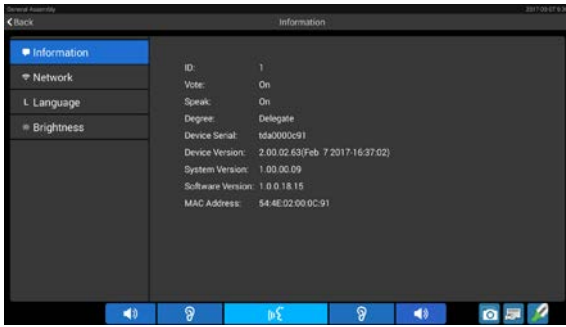 General Assembly
Back
Information
Information
Network
Language
Brightness
ID: 1
Vote: On
Speak: On
Degree: Delegate
Device Serial: tda0000c91
Device Version: 2.00.02.63(Feb 7 2017-16:37:02)
System Version: 1.00.00.09
Software Version: 1.0.0.18.15
MAC Address: 54:4E:02:00:0C:91